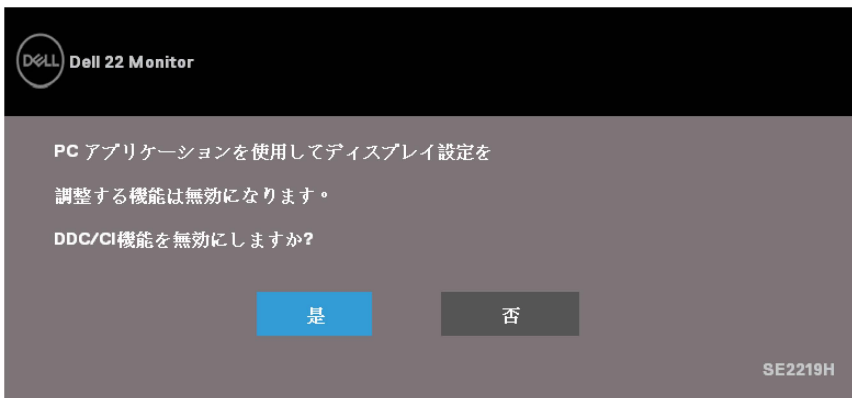 DELL Dell 22 Monitor
PC アプリケーションを使用してディスプレイ設定を
調整する機能は無効になります。
DDC/CI機能を無効にしますか?
是 否
SE2219H